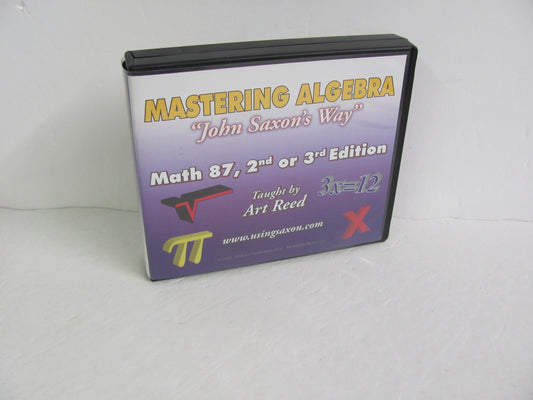 MASTERING ALGEBRA
"John Saxon's Way"
Math 87, 2nd or 3rd Edition
Taught by
Art Reed
3x=12
√
π
X
www.usingsaxon.com